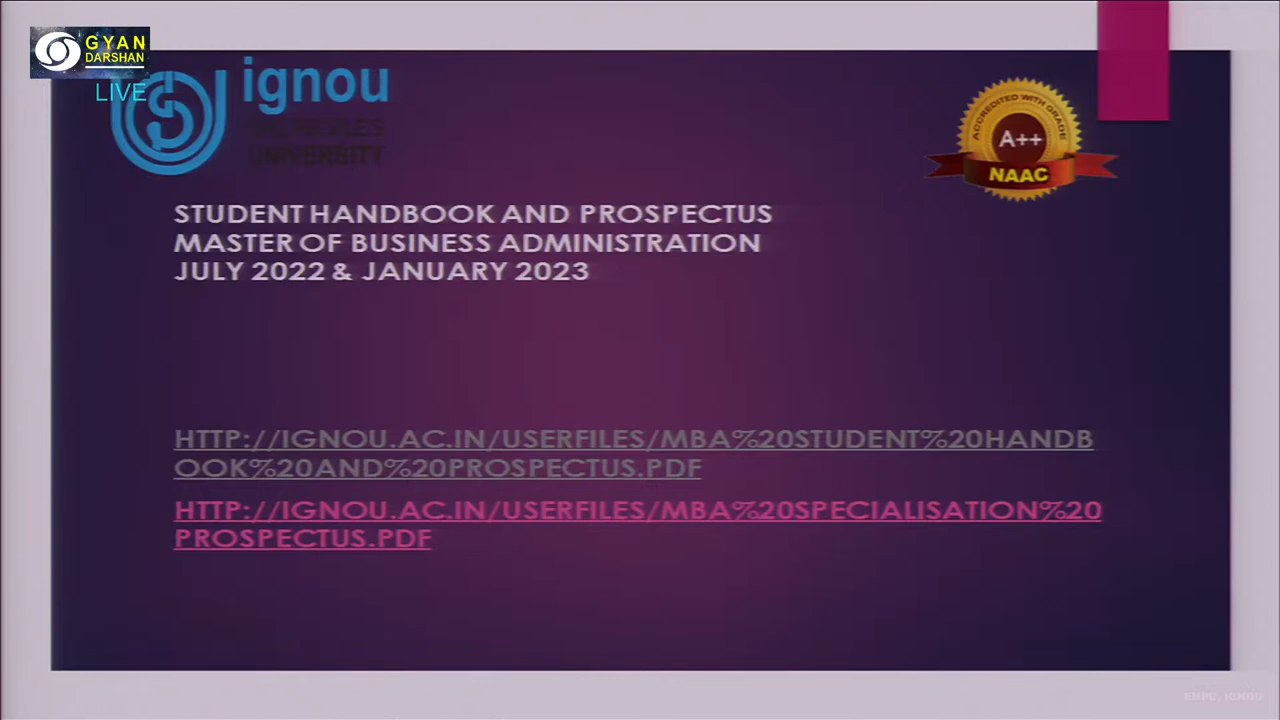 GYAN
DARSHAN
LIVE
ignou
THE PEOPLE'S
UNIVERSITY
ACCREDITED WITH GRADE
A++
NAAC
STUDENT HANDBOOK AND PROSPECTUS
MASTER OF BUSINESS ADMINISTRATION
JULY 2022 & JANUARY 2023
HTTP://IGNOU.AC.IN/USERFILES/MBA%20STUDENT%20HANDB
OOK%20AND%20PROSPECTUS.PDF
HTTP://IGNOU.AC.IN/USERFILES/MBA%20SPECIALISATION%20
PROSPECTUS.PDF
EMPC, IGNOU